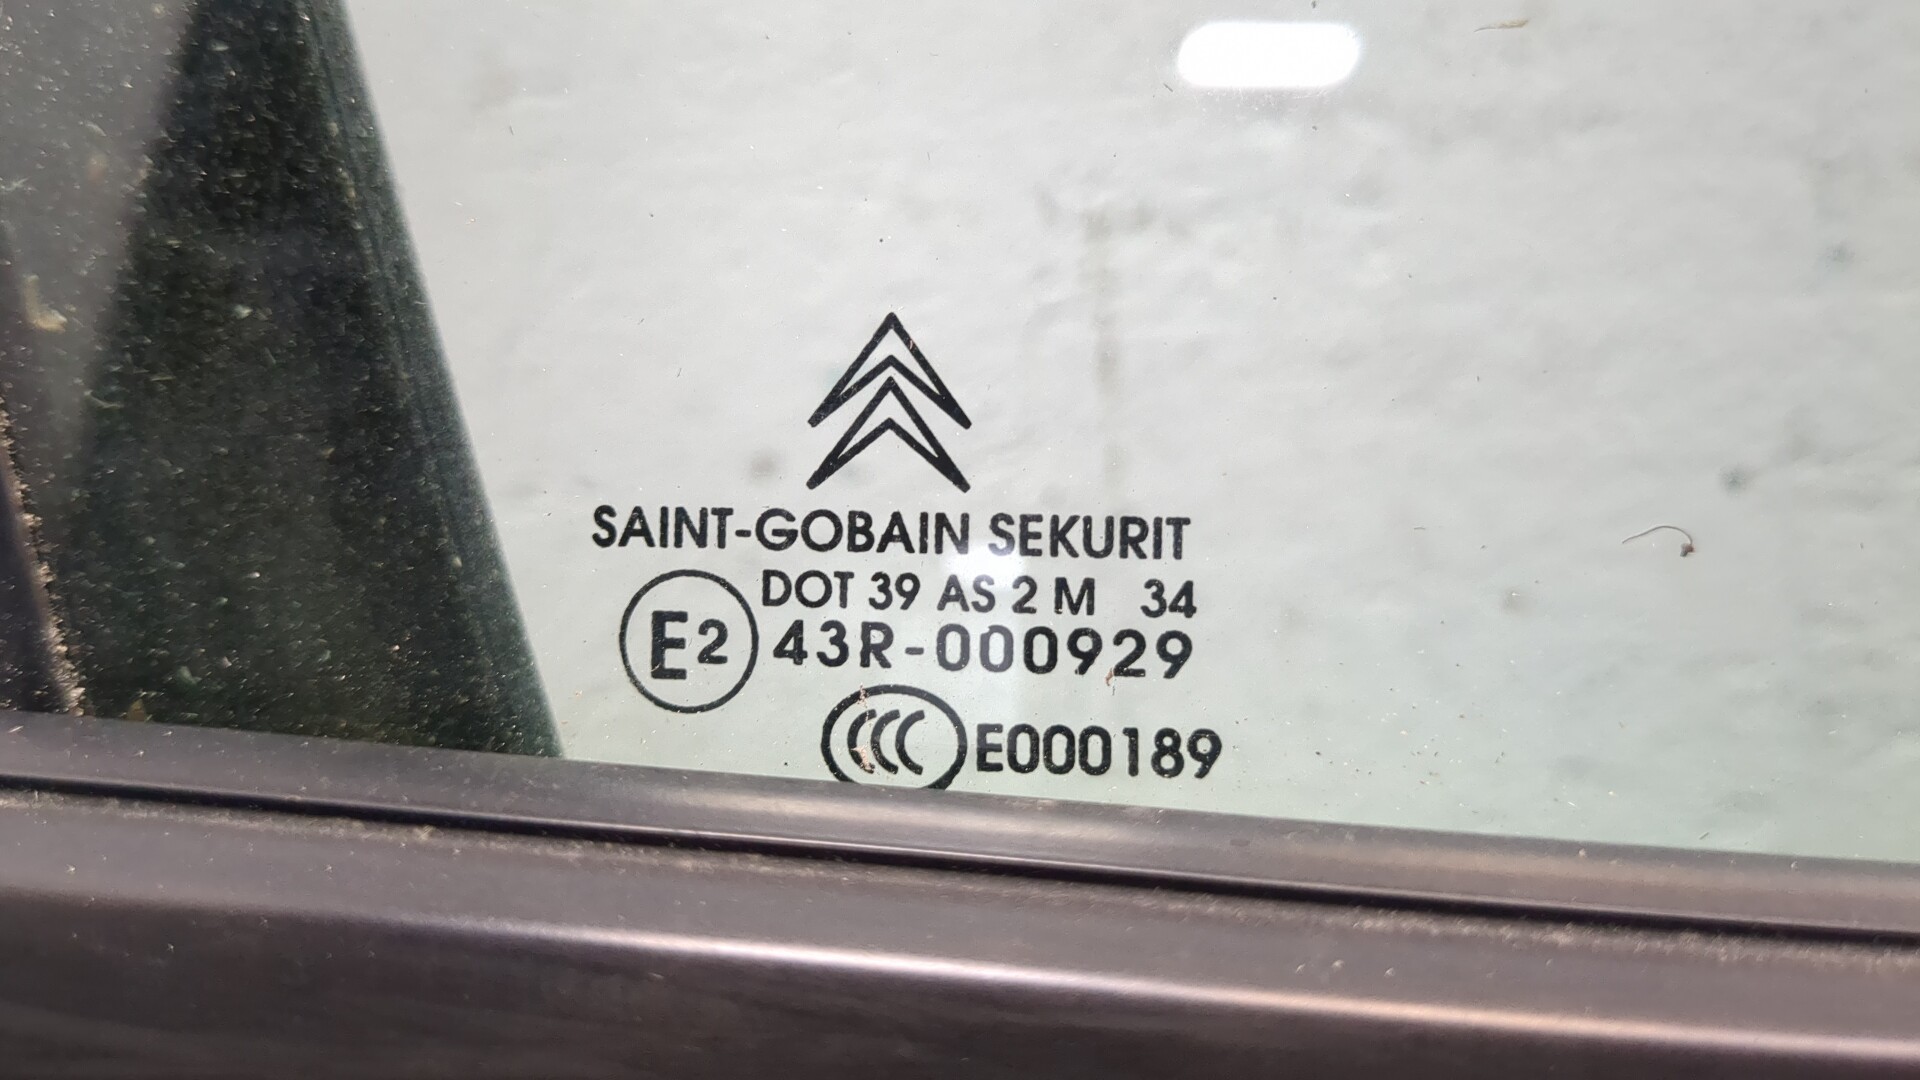 SAINT-GOBAIN SEKURIT
DOT 39 AS 2 M 34
E2 43R-000929
CCC E000189